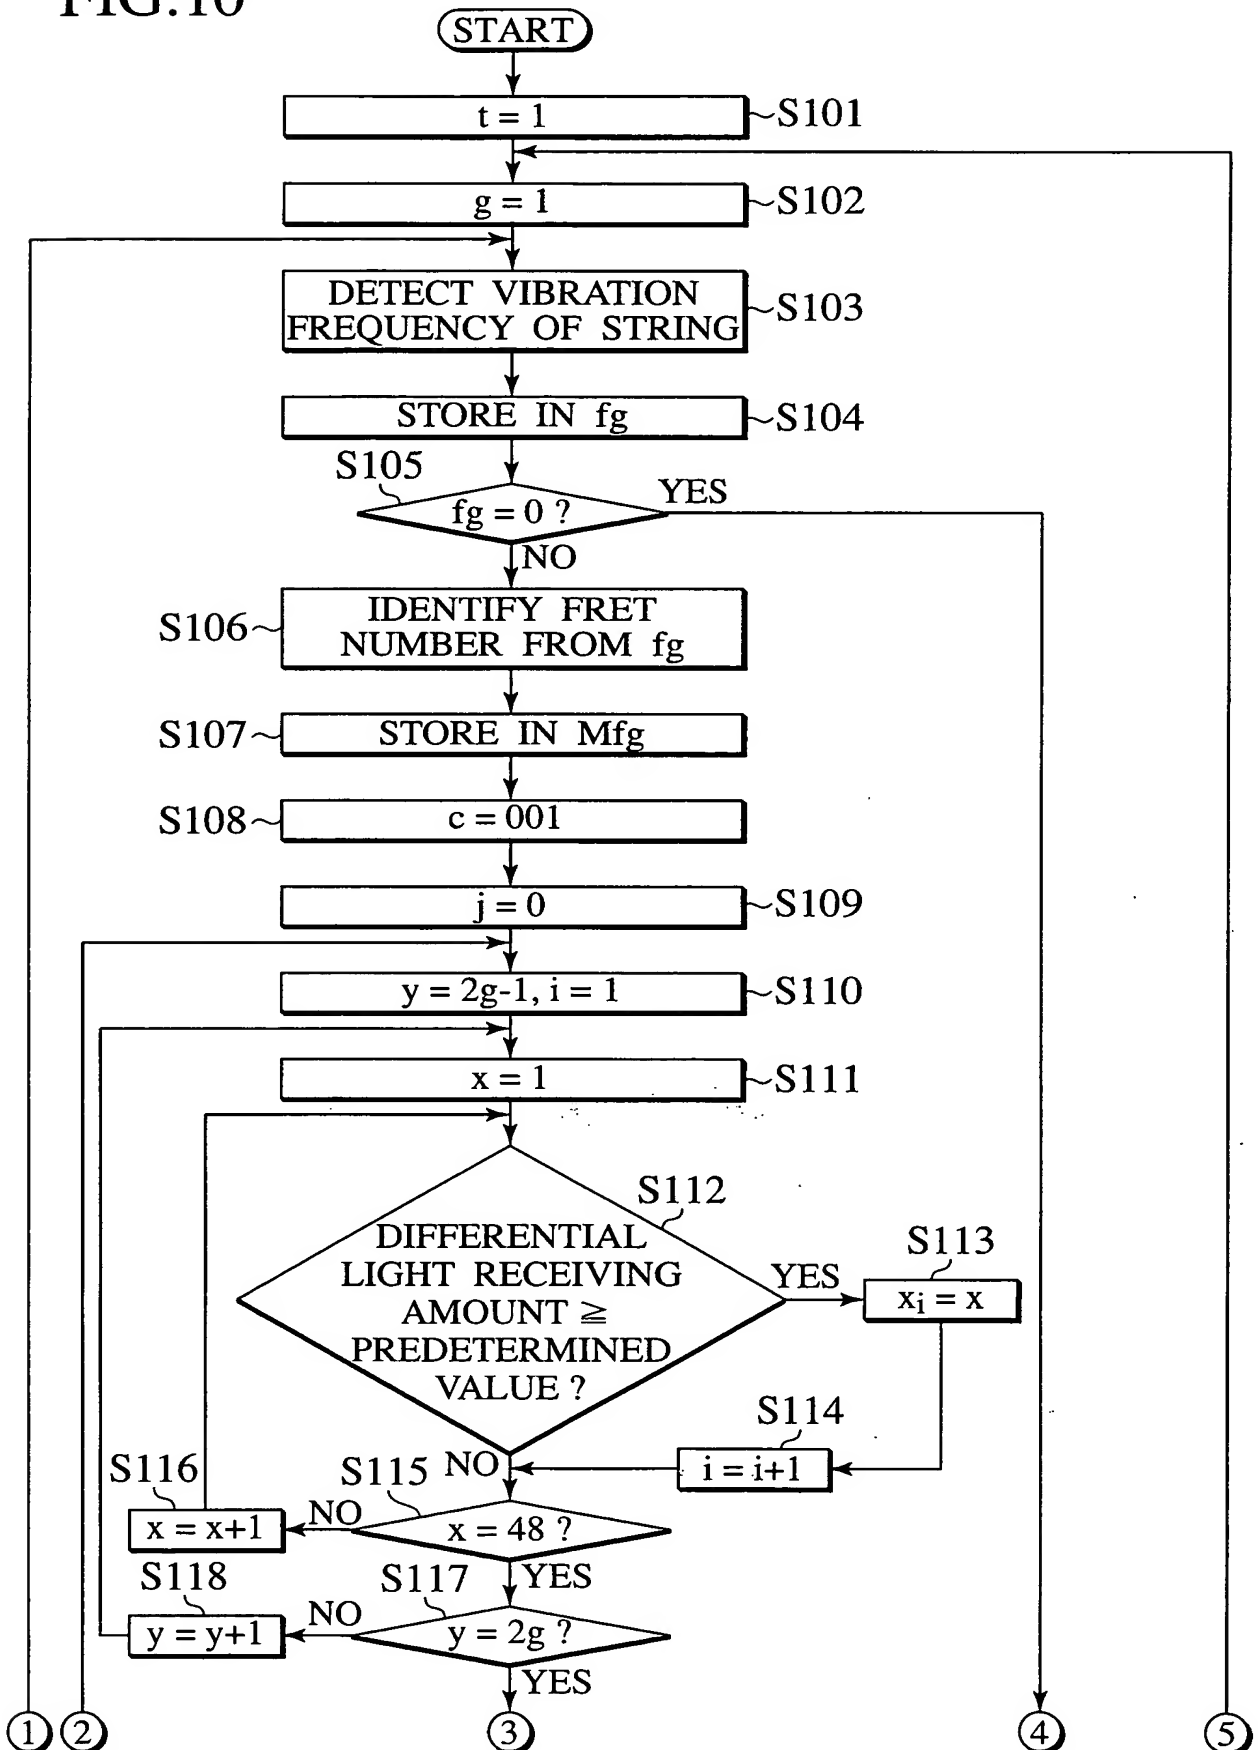 FIG.10
START
t = 1
S101
g = 1
S102
DETECT VIBRATION
FREQUENCY OF STRING
S103
STORE IN fg
S104
S105
fg = 0 ?
YES
NO
IDENTIFY FRET
NUMBER FROM fg
S106
STORE IN Mfg
S107
c = 001
S108
j = 0
S109
y = 2g-1, i = 1
S110
x = 1
S111
S112
DIFFERENTIAL
LIGHT RECEIVING
AMOUNT ≧
PREDETERMINED
VALUE ?
YES
S113
xi = x
S114
i = i+1
NO
S115
x = 48 ?
NO
S116
x = x+1
YES
S117
y = 2g ?
NO
S118
y = y+1
YES
1 2 3 4 5